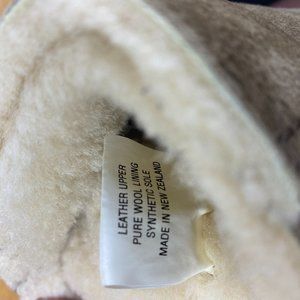 LEATHER UPPER
PURE WOOL LINING
SYNTHETIC SOLE
MADE IN NEW ZEALAND